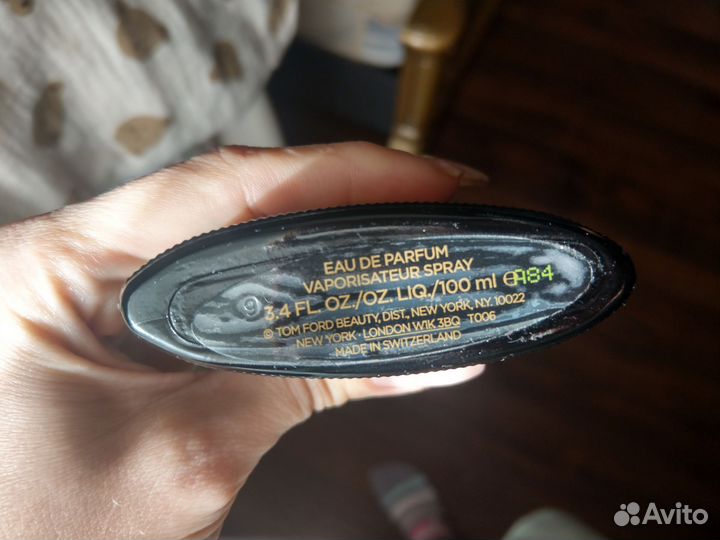 EAU DE PARFUM
VAPORISATEUR SPRAY
3.4 FL. OZ./OZ. LIQ./100 ml ℮ A84
© TOM FORD BEAUTY, DIST., NEW YORK, NY. 10022
NEW YORK · LONDON W1K 3BQ T006
MADE IN SWITZERLAND
Avito